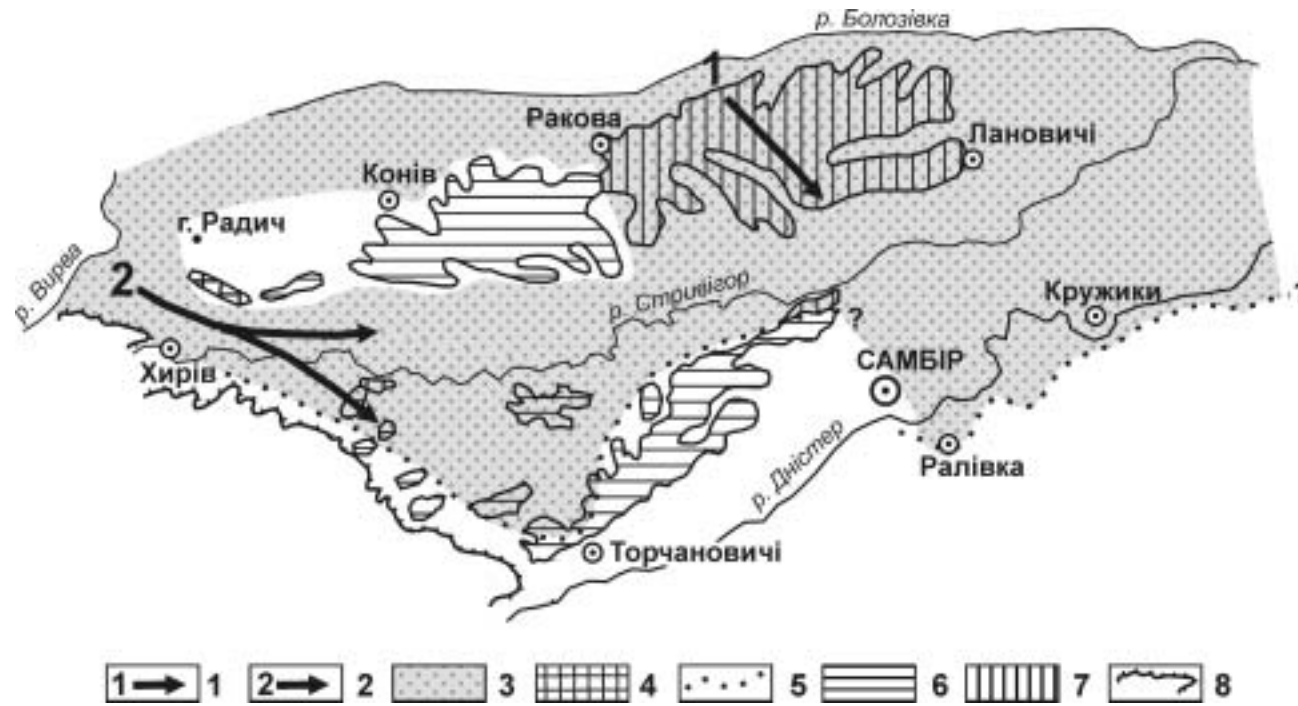 р. Болозівка
1
Ракова
Лановичі
Конів
г. Радич
р. Вирва
2
р. Стривігор
Кружики
?
Хирів
САМБІР
р. Дністер
Ралівка
Торчановичі
1 1 2 2 3 4 5 6 7 8